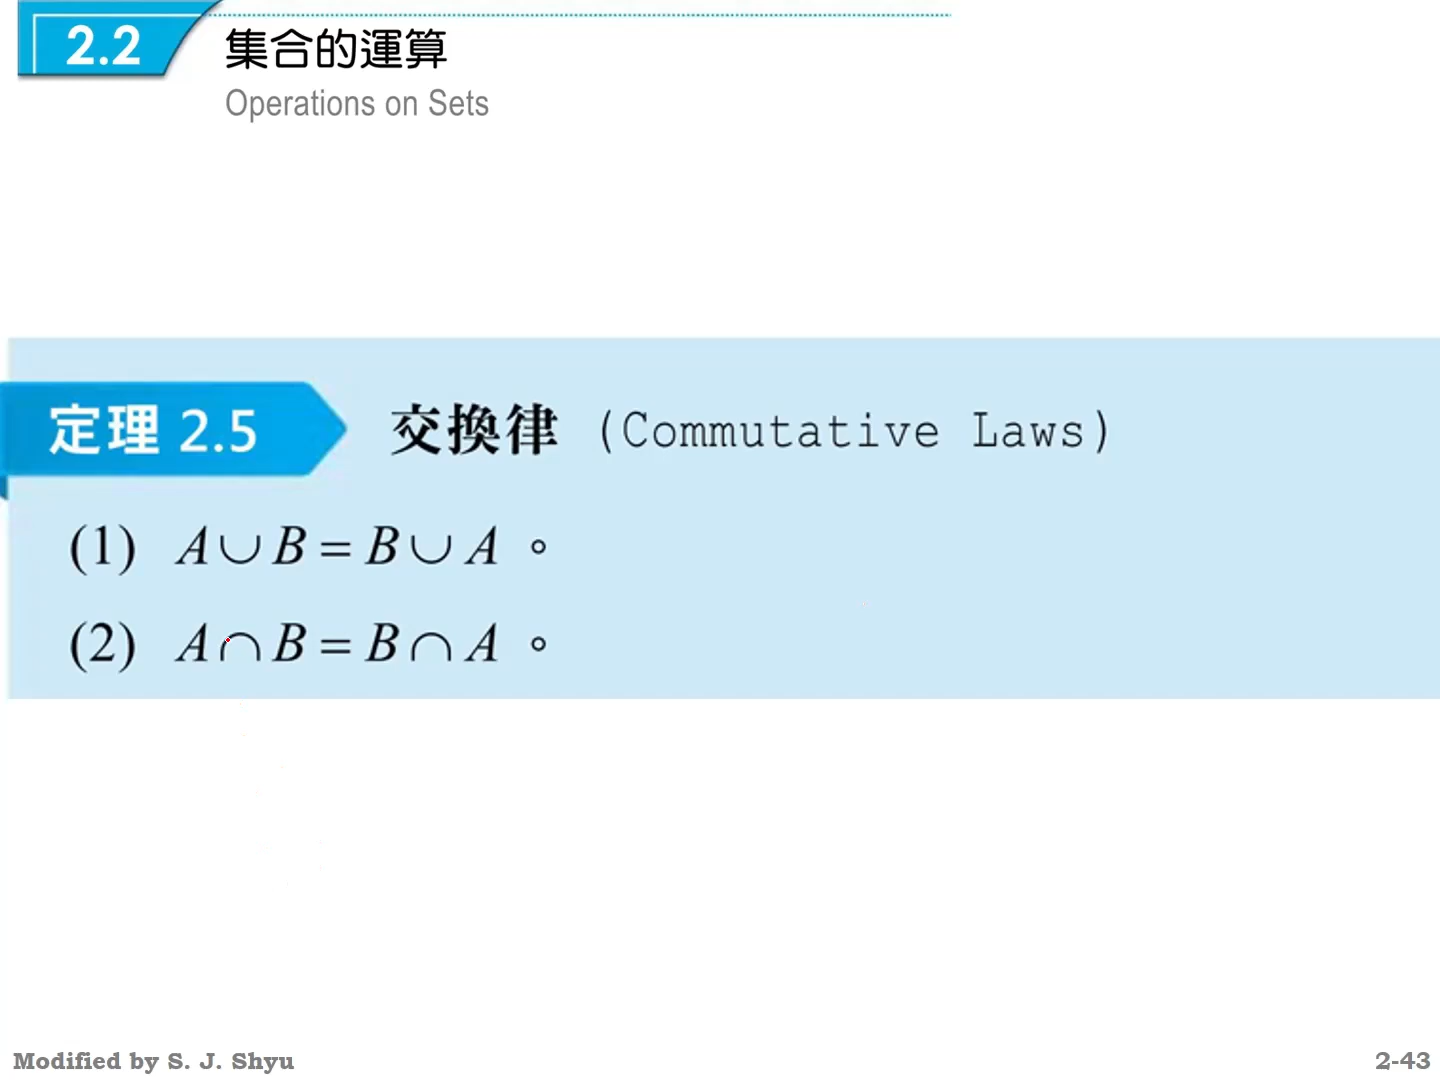 2.2 集合的運算
Operations on Sets
定理 2.5 交換律 (Commutative Laws)
(1) A∪B=B∪A。
(2) A∩B=B∩A。
Modified by S. J. Shyu 2-43